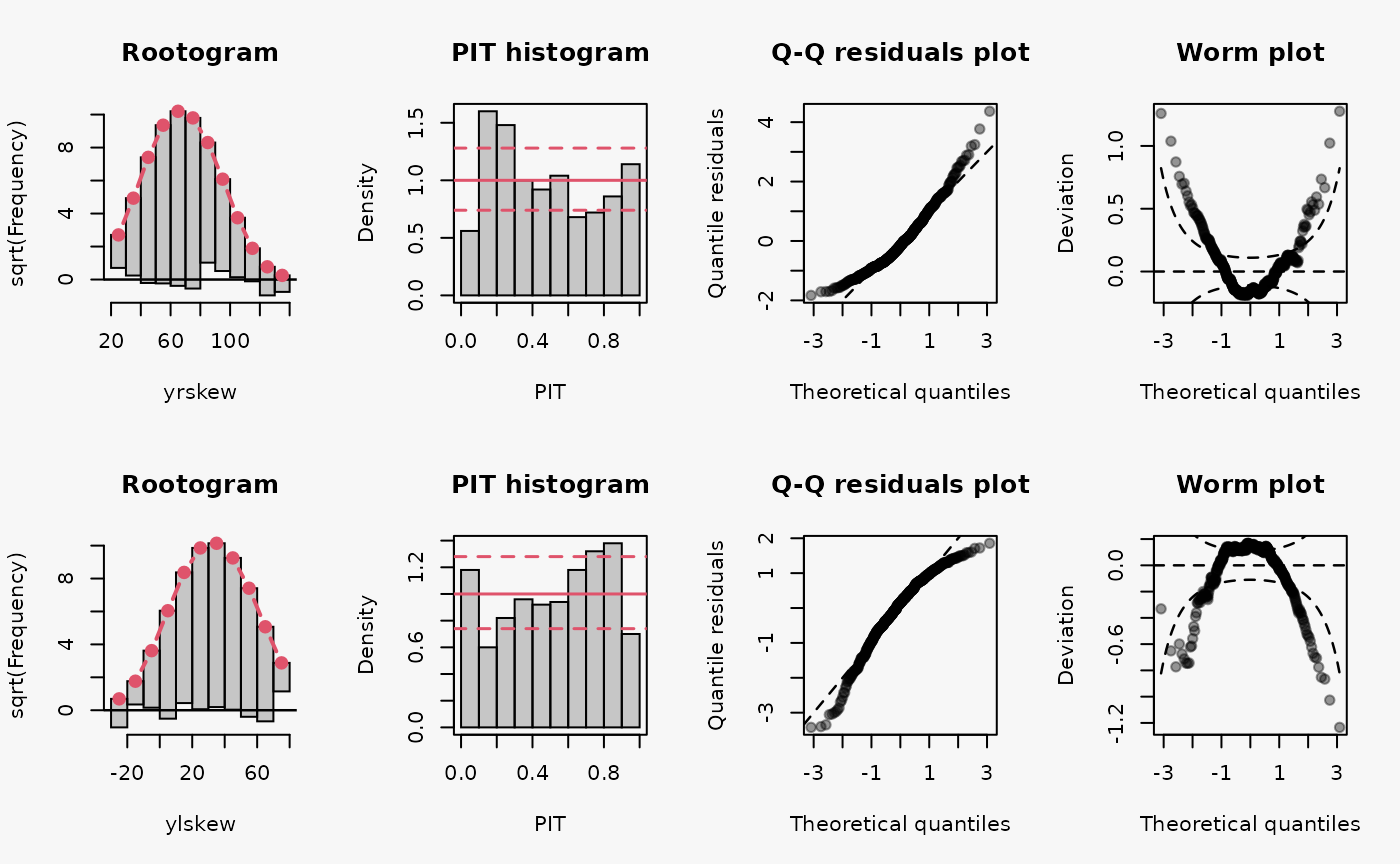 Rootogram
sqrt(Frequency)
0 4 8
20 60 100
yrskew
PIT histogram
Density
0.0 0.5 1.0 1.5
0.0 0.4 0.8
PIT
Q-Q residuals plot
Quantile residuals
-2 0 2 4
-3 -1 1 3
Theoretical quantiles
Worm plot
Deviation
0.0 0.5 1.0
-3 -1 1 3
Theoretical quantiles
Rootogram
sqrt(Frequency)
0 4 8
-20 20 60
ylskew
PIT histogram
Density
0.0 0.6 1.2
0.0 0.4 0.8
PIT
Q-Q residuals plot
Quantile residuals
-3 -1 1 2
-3 -1 1 3
Theoretical quantiles
Worm plot
Deviation
-1.2 -0.6 0.0
-3 -1 1 3
Theoretical quantiles